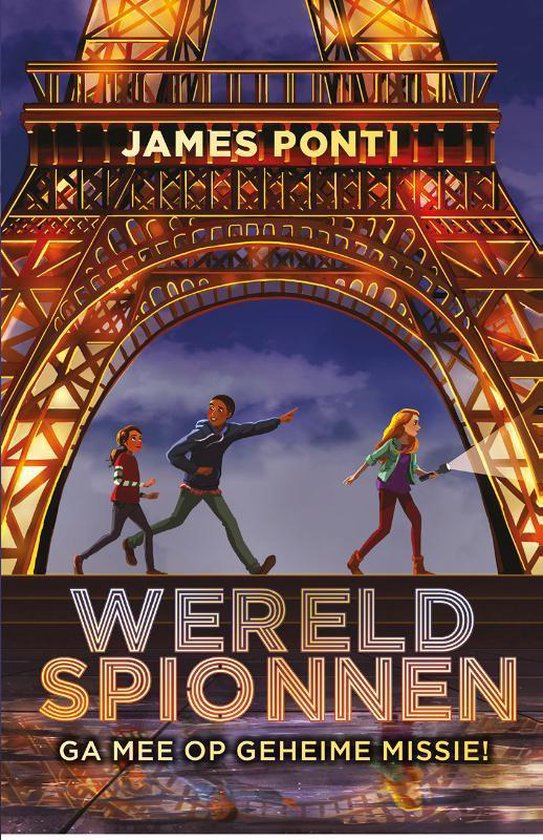 JAMES PONTI
WERELD
SPIONNEN
GA MEE OP GEHEIME MISSIE!